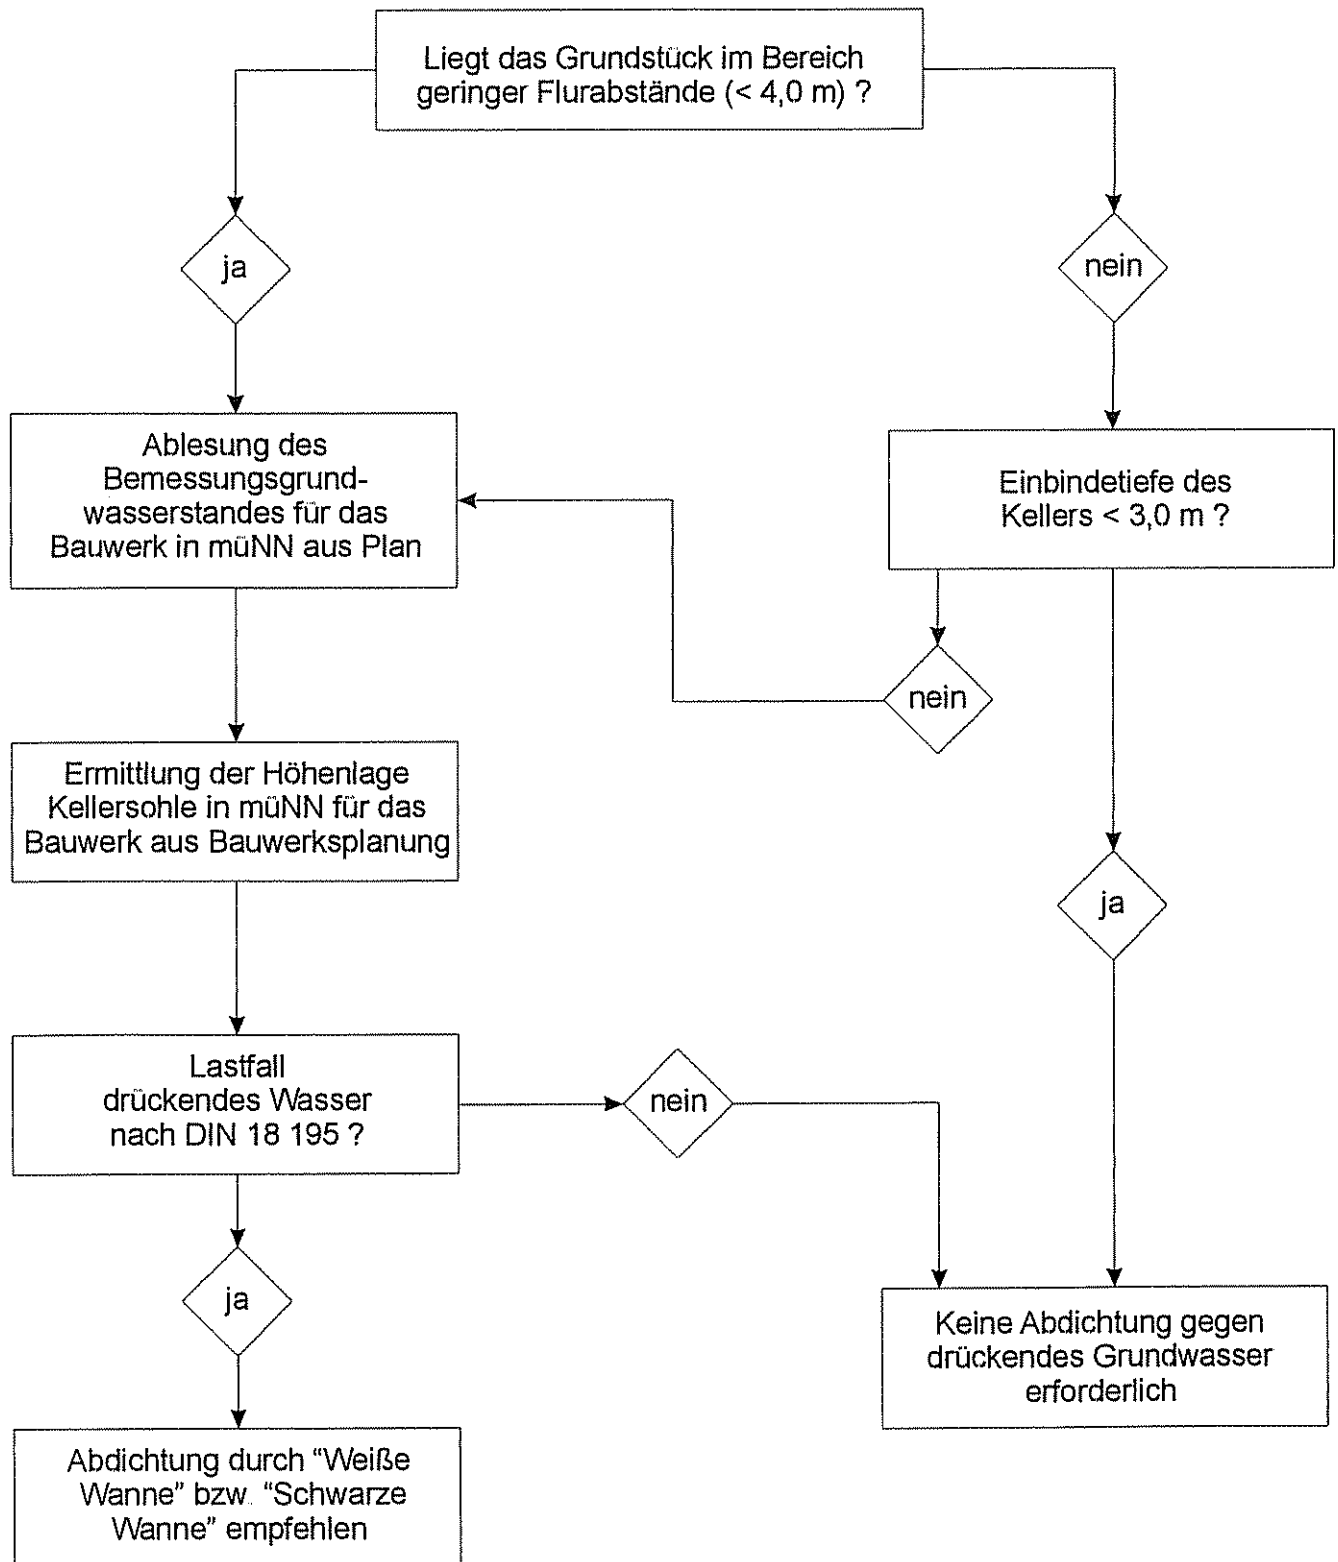 Liegt das Grundstück im Bereich
geringer Flurabstände (< 4,0 m) ?
ja
nein
Ablesung des
Bemessungsgrund-
wasserstandes für das
Bauwerk in müNN aus Plan
Einbindetiefe des
Kellers < 3,0 m ?
nein
Ermittlung der Höhenlage
Kellersohle in müNN für das
Bauwerk aus Bauwerksplanung
ja
Lastfall
drückendes Wasser
nach DIN 18 195 ?
nein
ja
Keine Abdichtung gegen
drückendes Grundwasser
erforderlich
Abdichtung durch “Weiße
Wanne” bzw. “Schwarze
Wanne” empfehlen